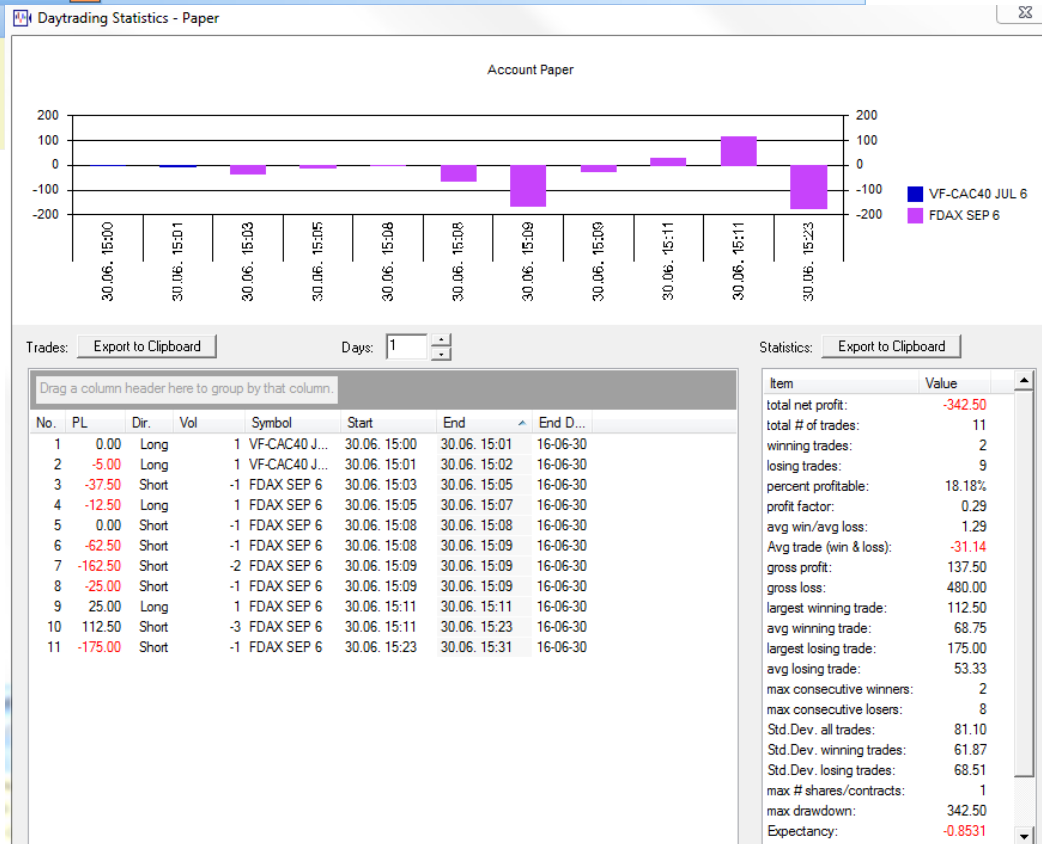 Daytrading Statistics - Paper
Account Paper
200 200
100 100
0 0
-100 -100
-200 -200
VF-CAC40 JUL 6
FDAX SEP 6
30.06. 15:00
30.06. 15:01
30.06. 15:03
30.06. 15:05
30.06. 15:08
30.06. 15:08
30.06. 15:09
30.06. 15:09
30.06. 15:11
30.06. 15:11
30.06. 15:23
Trades: Export to Clipboard Days: 1 Statistics: Export to Clipboard
Drag a column header here to group by that column.
No. PL Dir. Vol Symbol Start End End D...
1 0.00 Long 1 VF-CAC40 J... 30.06. 15:00 30.06. 15:01 16-06-30
2 -5.00 Long 1 VF-CAC40 J... 30.06. 15:01 30.06. 15:02 16-06-30
3 -37.50 Short -1 FDAX SEP 6 30.06. 15:03 30.06. 15:05 16-06-30
4 -12.50 Long 1 FDAX SEP 6 30.06. 15:05 30.06. 15:07 16-06-30
5 0.00 Short -1 FDAX SEP 6 30.06. 15:08 30.06. 15:08 16-06-30
6 -62.50 Short -1 FDAX SEP 6 30.06. 15:08 30.06. 15:09 16-06-30
7 -162.50 Short -2 FDAX SEP 6 30.06. 15:09 30.06. 15:09 16-06-30
8 -25.00 Short -1 FDAX SEP 6 30.06. 15:09 30.06. 15:09 16-06-30
9 25.00 Long 1 FDAX SEP 6 30.06. 15:11 30.06. 15:11 16-06-30
10 112.50 Short -3 FDAX SEP 6 30.06. 15:11 30.06. 15:23 16-06-30
11 -175.00 Short -1 FDAX SEP 6 30.06. 15:23 30.06. 15:31 16-06-30
Item Value
total net profit: -342.50
total # of trades: 11
winning trades: 2
losing trades: 9
percent profitable: 18.18%
profit factor: 0.29
avg win/avg loss: 1.29
Avg trade (win & loss): -31.14
gross profit: 137.50
gross loss: 480.00
largest winning trade: 112.50
avg winning trade: 68.75
largest losing trade: 175.00
avg losing trade: 53.33
max consecutive winners: 2
max consecutive losers: 8
Std.Dev. all trades: 81.10
Std.Dev. winning trades: 61.87
Std.Dev. losing trades: 68.51
max # shares/contracts: 1
max drawdown: 342.50
Expectancy: -0.8531